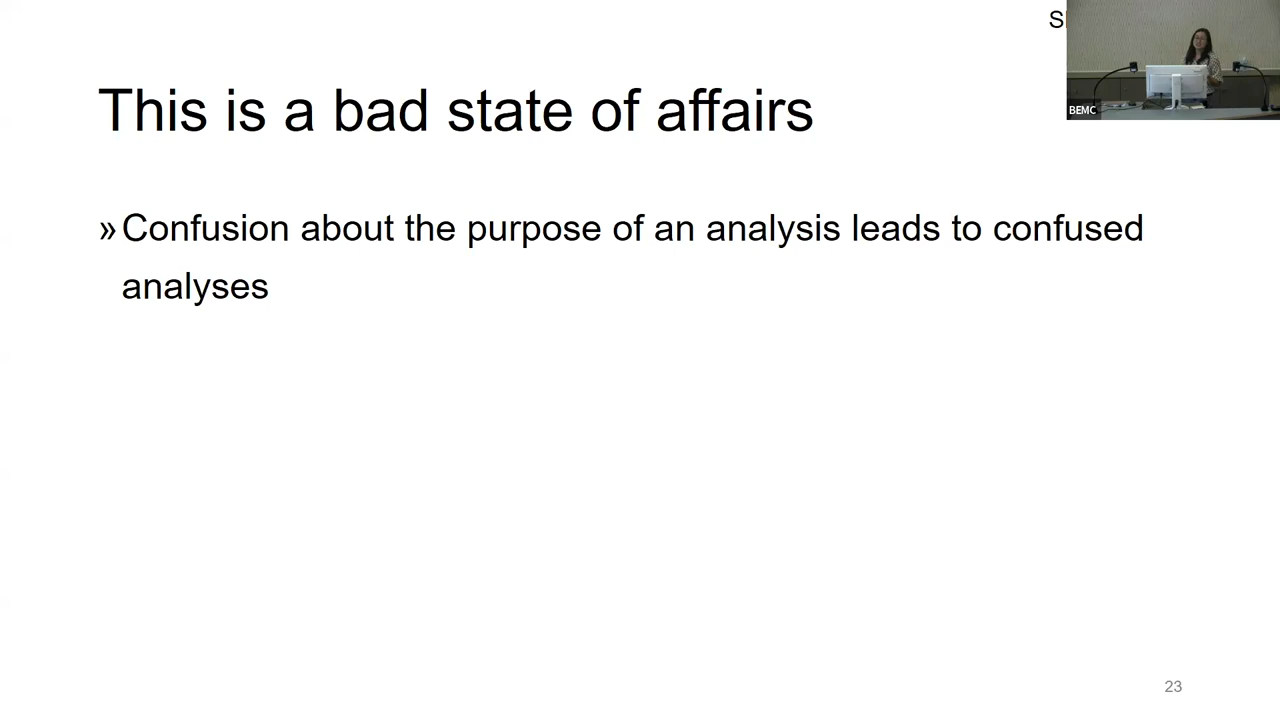 This is a bad state of affairs
BEMC
» Confusion about the purpose of an analysis leads to confused
analyses
23